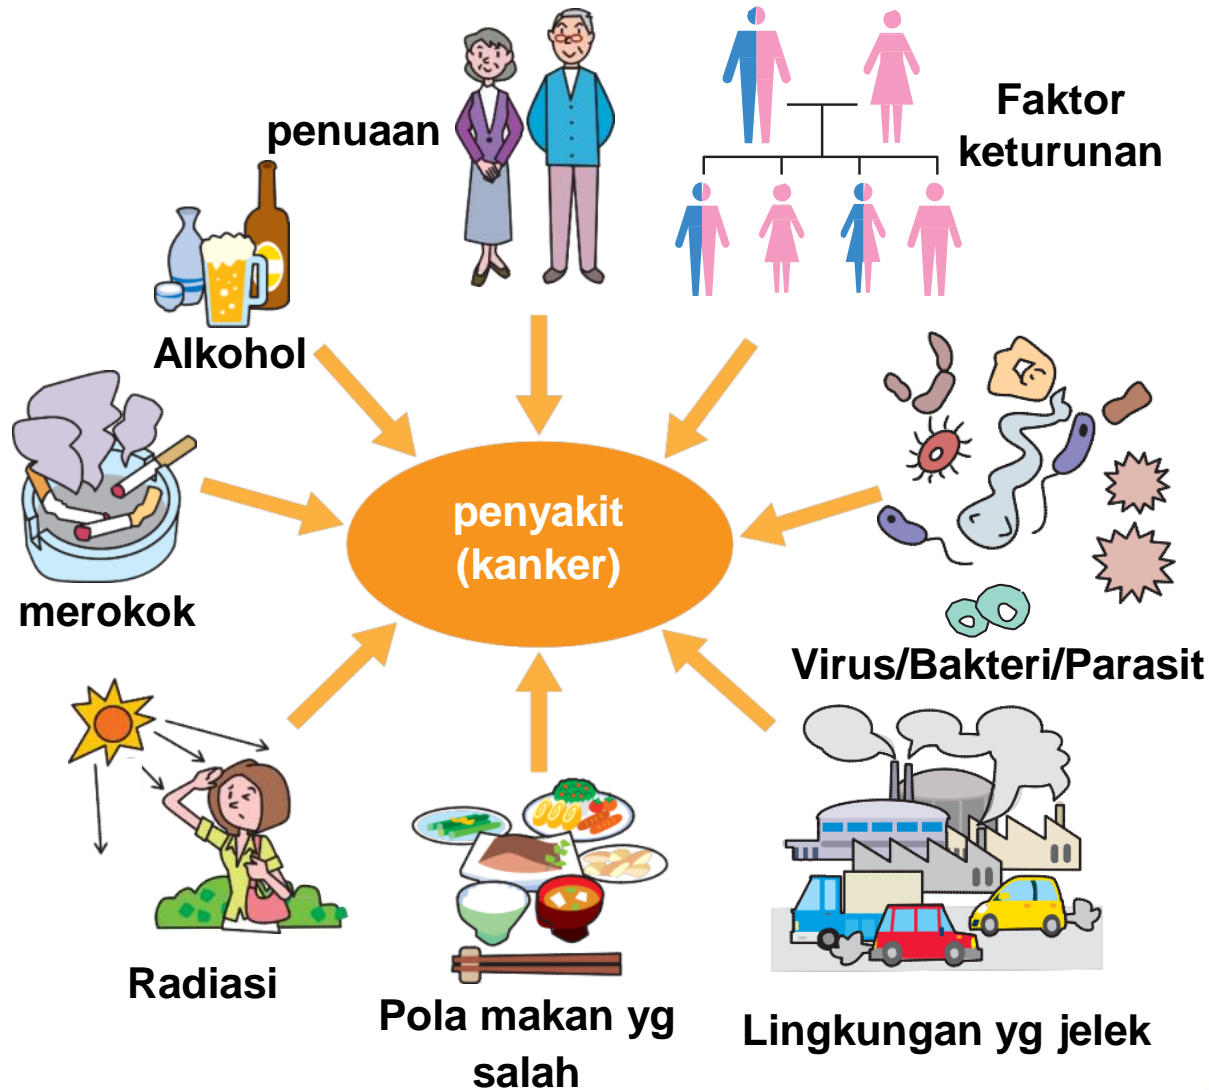 penuaan
Faktor
keturunan
Alkohol
penyakit
(kanker)
merokok
Virus/Bakteri/Parasit
Radiasi
Pola makan yg
salah
Lingkungan yg jelek